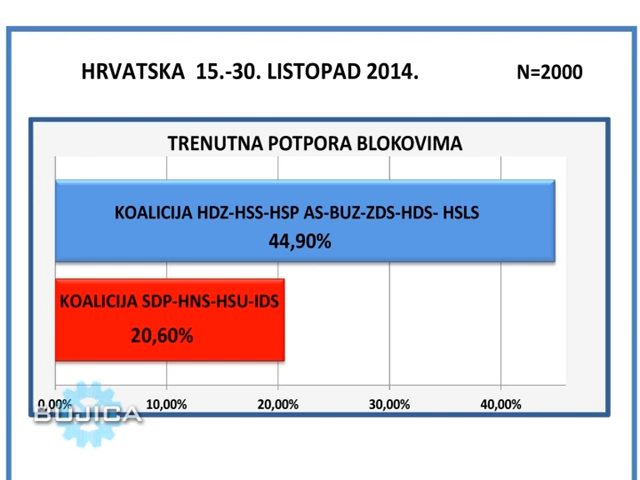 HRVATSKA 15.-30. LISTOPAD 2014. N=2000
TRENUTNA POTPORA BLOKOVIMA
KOALICIJA HDZ-HSS-HSP AS-BUZ-ZDS-HDS- HSLS
44,90%
KOALICIJA SDP-HNS-HSU-IDS
20,60%
0,00% 10,00% 20,00% 30,00% 40,00%
BUJICA